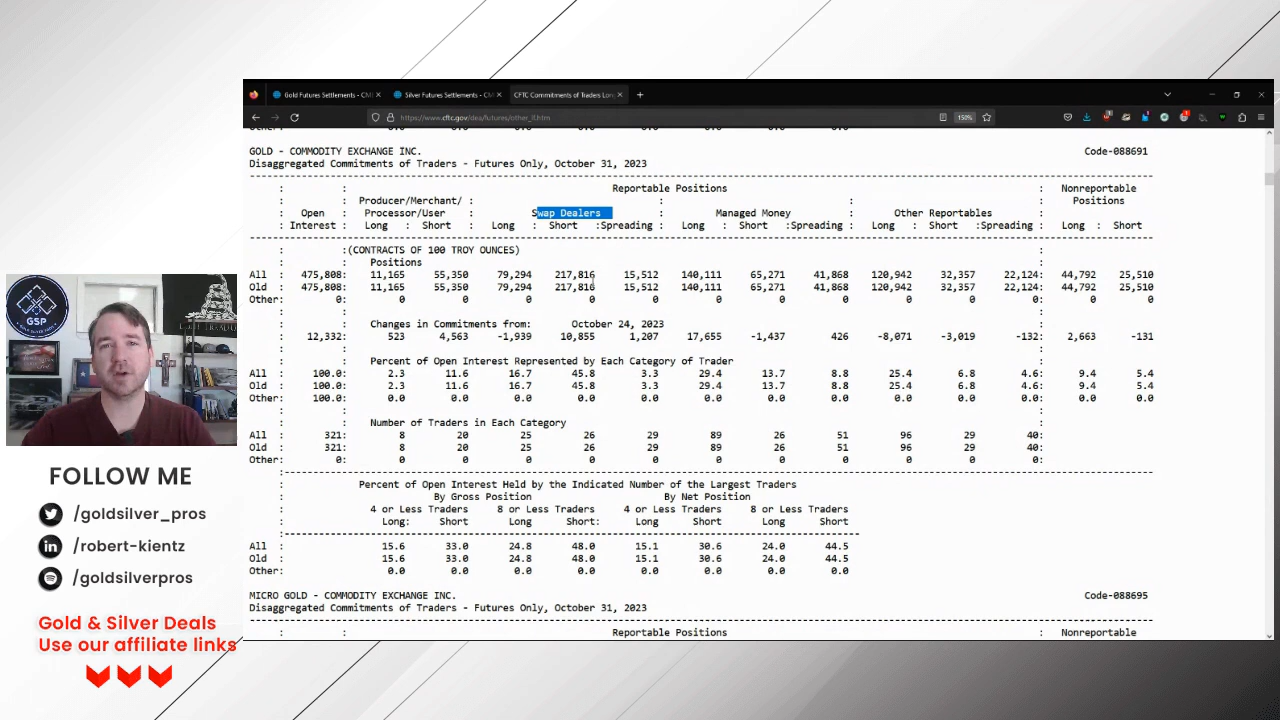 Gold Futures Settlements - CM
Silver Futures Settlements - CM
CFTC Commitments of Traders Lon
https://www.cftc.gov/dea/futures/other_lf.htm
150%
GOLD - COMMODITY EXCHANGE INC. Code-088691
Disaggregated Commitments of Traders - Futures Only, October 31, 2023
: : Reportable Positions : Nonreportable
: : Producer/Merchant/ : : : : Positions
: Open : Processor/User : Swap Dealers : Managed Money : Other Reportables :
: Interest : Long : Short : Long : Short :Spreading : Long : Short :Spreading : Long : Short :Spreading : Long : Short
: :(CONTRACTS OF 100 TROY OUNCES) :
: : Positions :
All : 475,808: 11,165 55,350 79,294 217,816 15,512 140,111 65,271 41,868 120,942 32,357 22,124: 44,792 25,510
Old : 475,808: 11,165 55,350 79,294 217,816 15,512 140,111 65,271 41,868 120,942 32,357 22,124: 44,792 25,510
Other: 0: 0 0 0 0 0 0 0 0 0 0 0: 0 0
: : Changes in Commitments from: October 24, 2023 :
: 12,332: 523 4,563 -1,939 10,855 1,207 17,655 -1,437 426 -8,071 -3,019 -132: 2,663 -131
: : Percent of Open Interest Represented by Each Category of Trader :
All : 100.0: 2.3 11.6 16.7 45.8 3.3 29.4 13.7 8.8 25.4 6.8 4.6: 9.4 5.4
Old : 100.0: 2.3 11.6 16.7 45.8 3.3 29.4 13.7 8.8 25.4 6.8 4.6: 9.4 5.4
Other: 100.0: 0.0 0.0 0.0 0.0 0.0 0.0 0.0 0.0 0.0 0.0 0.0: 0.0 0.0
: : Number of Traders in Each Category :
All : 321: 8 20 25 26 29 89 26 51 96 29 40:
Old : 321: 8 20 25 26 29 89 26 51 96 29 40:
Other: 0: 0 0 0 0 0 0 0 0 0 0 0:
: Percent of Open Interest Held by the Indicated Number of the Largest Traders
: By Gross Position By Net Position
: 4 or Less Traders 8 or Less Traders 4 or Less Traders 8 or Less Traders
: Long: Short Long Short: Long Short Long Short
All : 15.6 33.0 24.8 48.0 15.1 30.6 24.0 44.5
Old : 15.6 33.0 24.8 48.0 15.1 30.6 24.0 44.5
Other: 0.0 0.0 0.0 0.0 0.0 0.0 0.0 0.0
MICRO GOLD - COMMODITY EXCHANGE INC. Code-088695
Disaggregated Commitments of Traders - Futures Only, October 31, 2023
: : Reportable Positions : Nonreportable
GSP
FOLLOW ME
/goldsilver_pros
/robert-kientz
/goldsilverpros
Gold & Silver Deals
Use our affiliate links